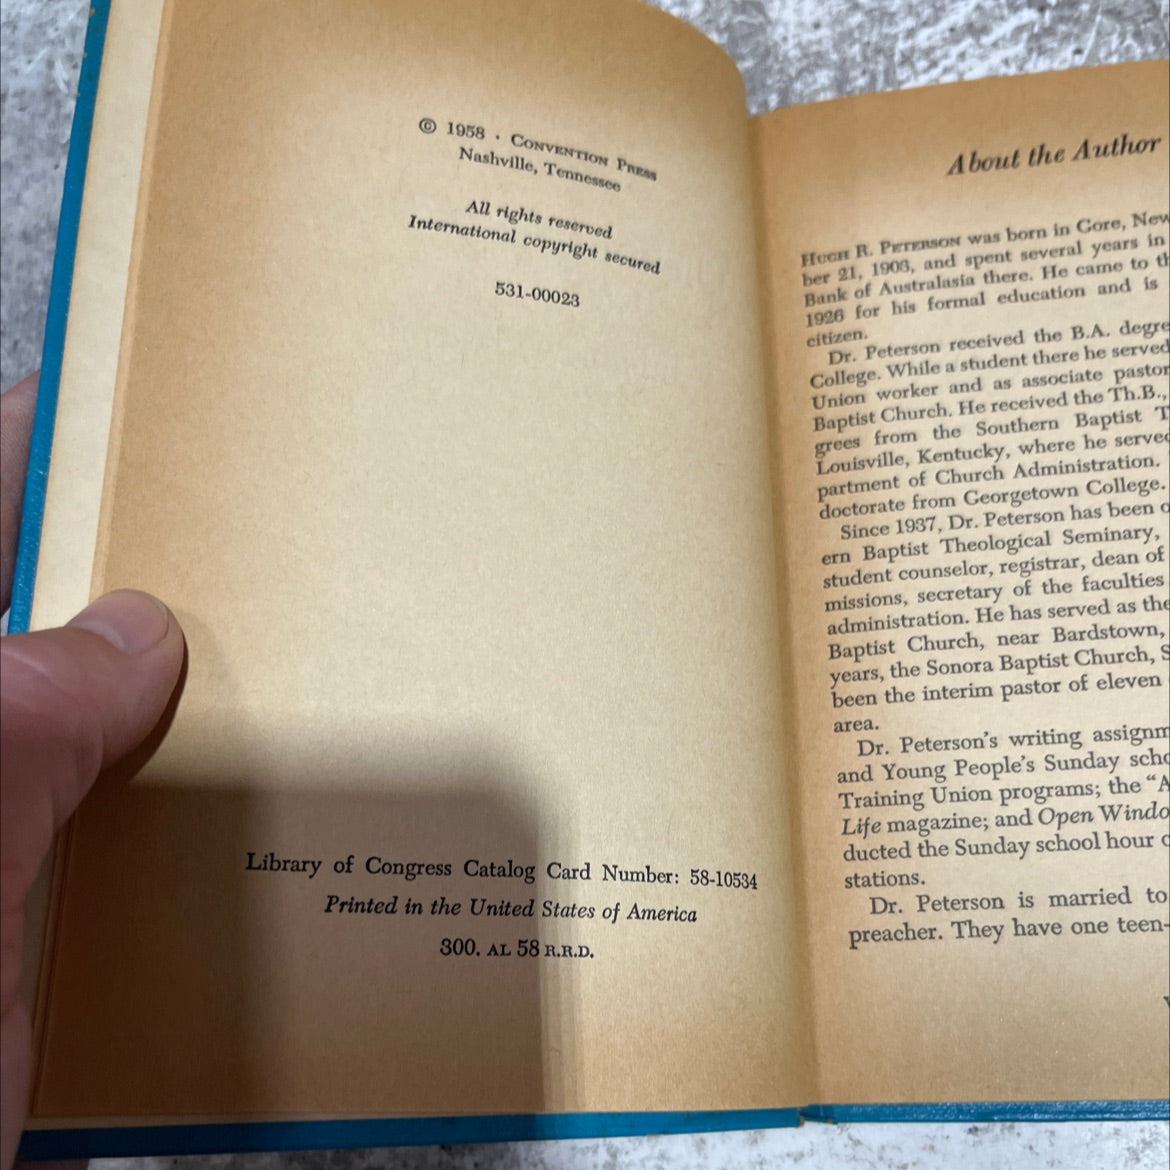 © 1958 · CONVENTION PRESS
Nashville, Tennessee
All rights reserved
International copyright secured
531-00023
Library of Congress Catalog Card Number: 58-10534
Printed in the United States of America
300. AL 58 R.R.D.
About the Author
HUGH R. PETERSON was born in Gore, New
ber 21, 1903, and spent several years in
Bank of Australasia there. He came to th
1926 for his formal education and is
citizen.
Dr. Peterson received the B.A. degre
College. While a student there he served
Union worker and as associate pastor
Baptist Church. He received the Th.B.,
grees from the Southern Baptist T
Louisville, Kentucky, where he served
partment of Church Administration.
doctorate from Georgetown College.
Since 1937, Dr. Peterson has been o
ern Baptist Theological Seminary,
student counselor, registrar, dean of
missions, secretary of the faculties
administration. He has served as the
Baptist Church, near Bardstown,
years, the Sonora Baptist Church, S
been the interim pastor of eleven
area.
Dr. Peterson's writing assignm
and Young People's Sunday scho
Training Union programs; the “A
Life magazine; and Open Windo
ducted the Sunday school hour o
stations.
Dr. Peterson is married to
preacher. They have one teen-